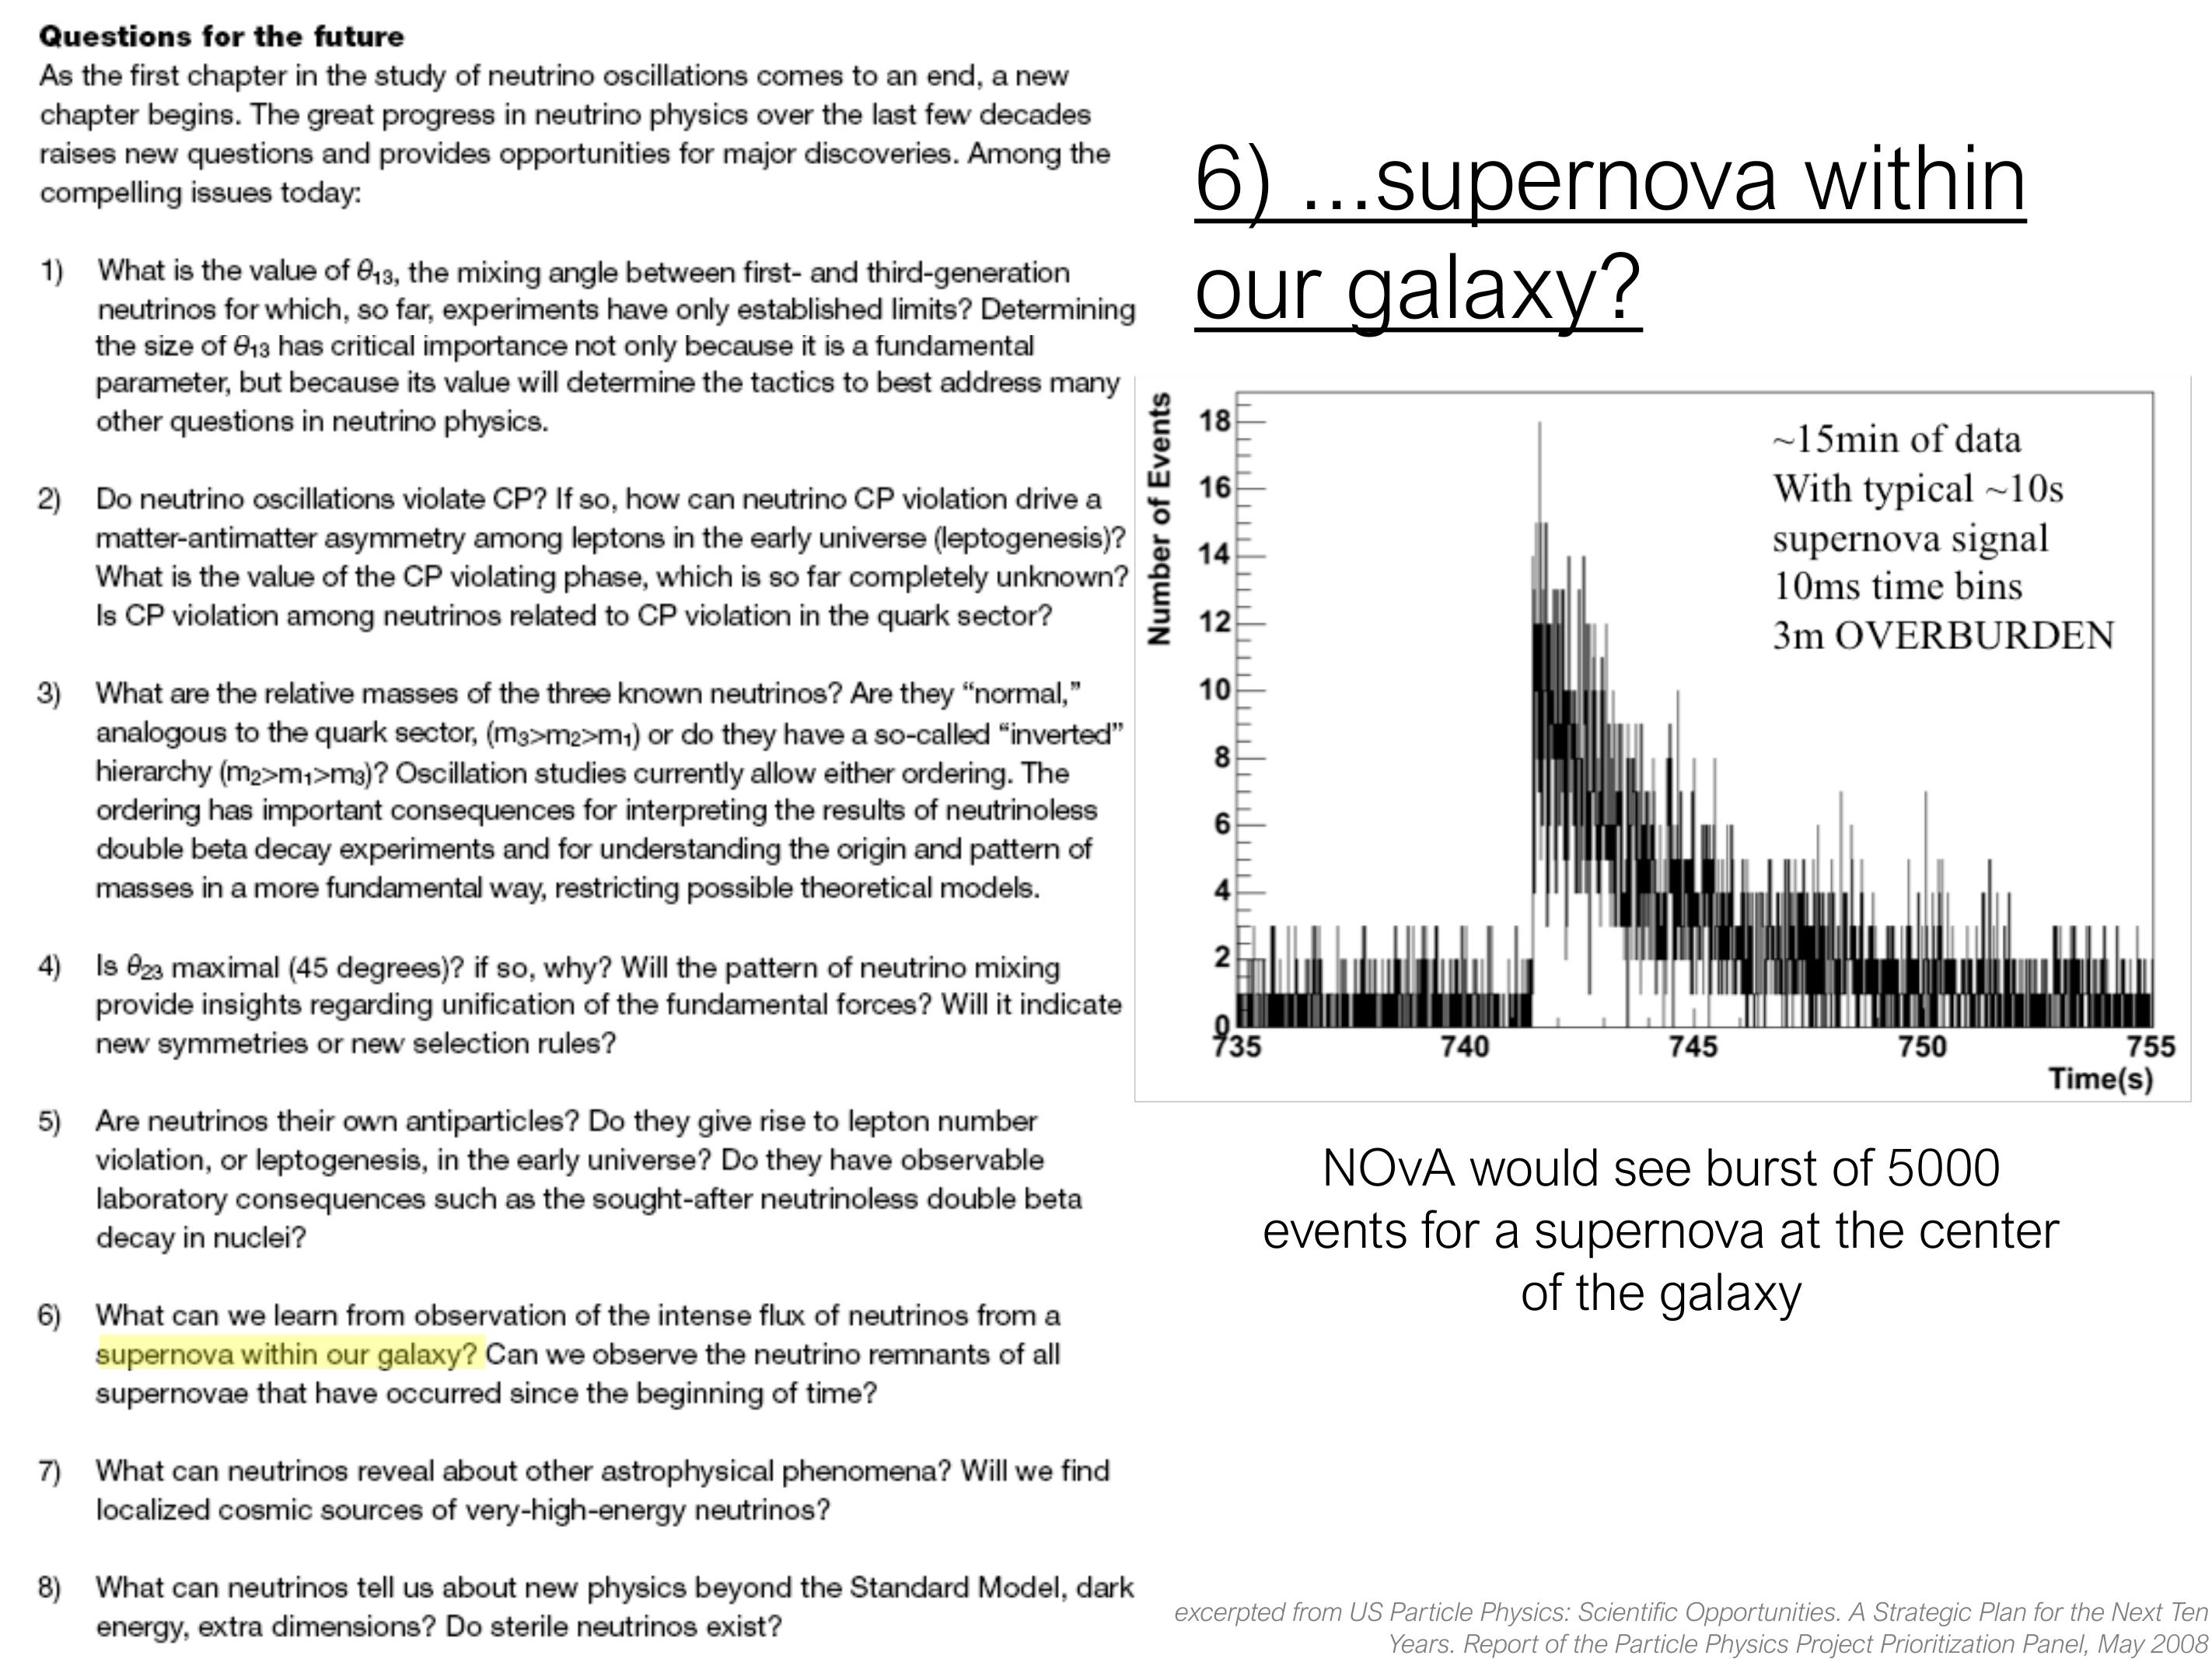 Questions for the future
As the first chapter in the study of neutrino oscillations comes to an end, a new
chapter begins. The great progress in neutrino physics over the last few decades
raises new questions and provides opportunities for major discoveries. Among the
compelling issues today:
1) What is the value of θ₁₃, the mixing angle between first- and third-generation
neutrinos for which, so far, experiments have only established limits? Determining
the size of θ₁₃ has critical importance not only because it is a fundamental
parameter, but because its value will determine the tactics to best address many
other questions in neutrino physics.
2) Do neutrino oscillations violate CP? If so, how can neutrino CP violation drive a
matter-antimatter asymmetry among leptons in the early universe (leptogenesis)?
What is the value of the CP violating phase, which is so far completely unknown?
Is CP violation among neutrinos related to CP violation in the quark sector?
3) What are the relative masses of the three known neutrinos? Are they “normal,”
analogous to the quark sector, (m₃>m₂>m₁) or do they have a so-called “inverted”
hierarchy (m₂>m₁>m₃)? Oscillation studies currently allow either ordering. The
ordering has important consequences for interpreting the results of neutrinoless
double beta decay experiments and for understanding the origin and pattern of
masses in a more fundamental way, restricting possible theoretical models.
4) Is θ₂₃ maximal (45 degrees)? if so, why? Will the pattern of neutrino mixing
provide insights regarding unification of the fundamental forces? Will it indicate
new symmetries or new selection rules?
5) Are neutrinos their own antiparticles? Do they give rise to lepton number
violation, or leptogenesis, in the early universe? Do they have observable
laboratory consequences such as the sought-after neutrinoless double beta
decay in nuclei?
6) What can we learn from observation of the intense flux of neutrinos from a
supernova within our galaxy? Can we observe the neutrino remnants of all
supernovae that have occurred since the beginning of time?
7) What can neutrinos reveal about other astrophysical phenomena? Will we find
localized cosmic sources of very-high-energy neutrinos?
8) What can neutrinos tell us about new physics beyond the Standard Model, dark
energy, extra dimensions? Do sterile neutrinos exist?
6) ...supernova within
our galaxy?
Number of Events
18
16
14
12
10
8
6
4
2
0
~15min of data
With typical ~10s
supernova signal
10ms time bins
3m OVERBURDEN
735 740 745 750 755
Time(s)
NOvA would see burst of 5000
events for a supernova at the center
of the galaxy
excerpted from US Particle Physics: Scientific Opportunities. A Strategic Plan for the Next Ten
Years. Report of the Particle Physics Project Prioritization Panel, May 2008